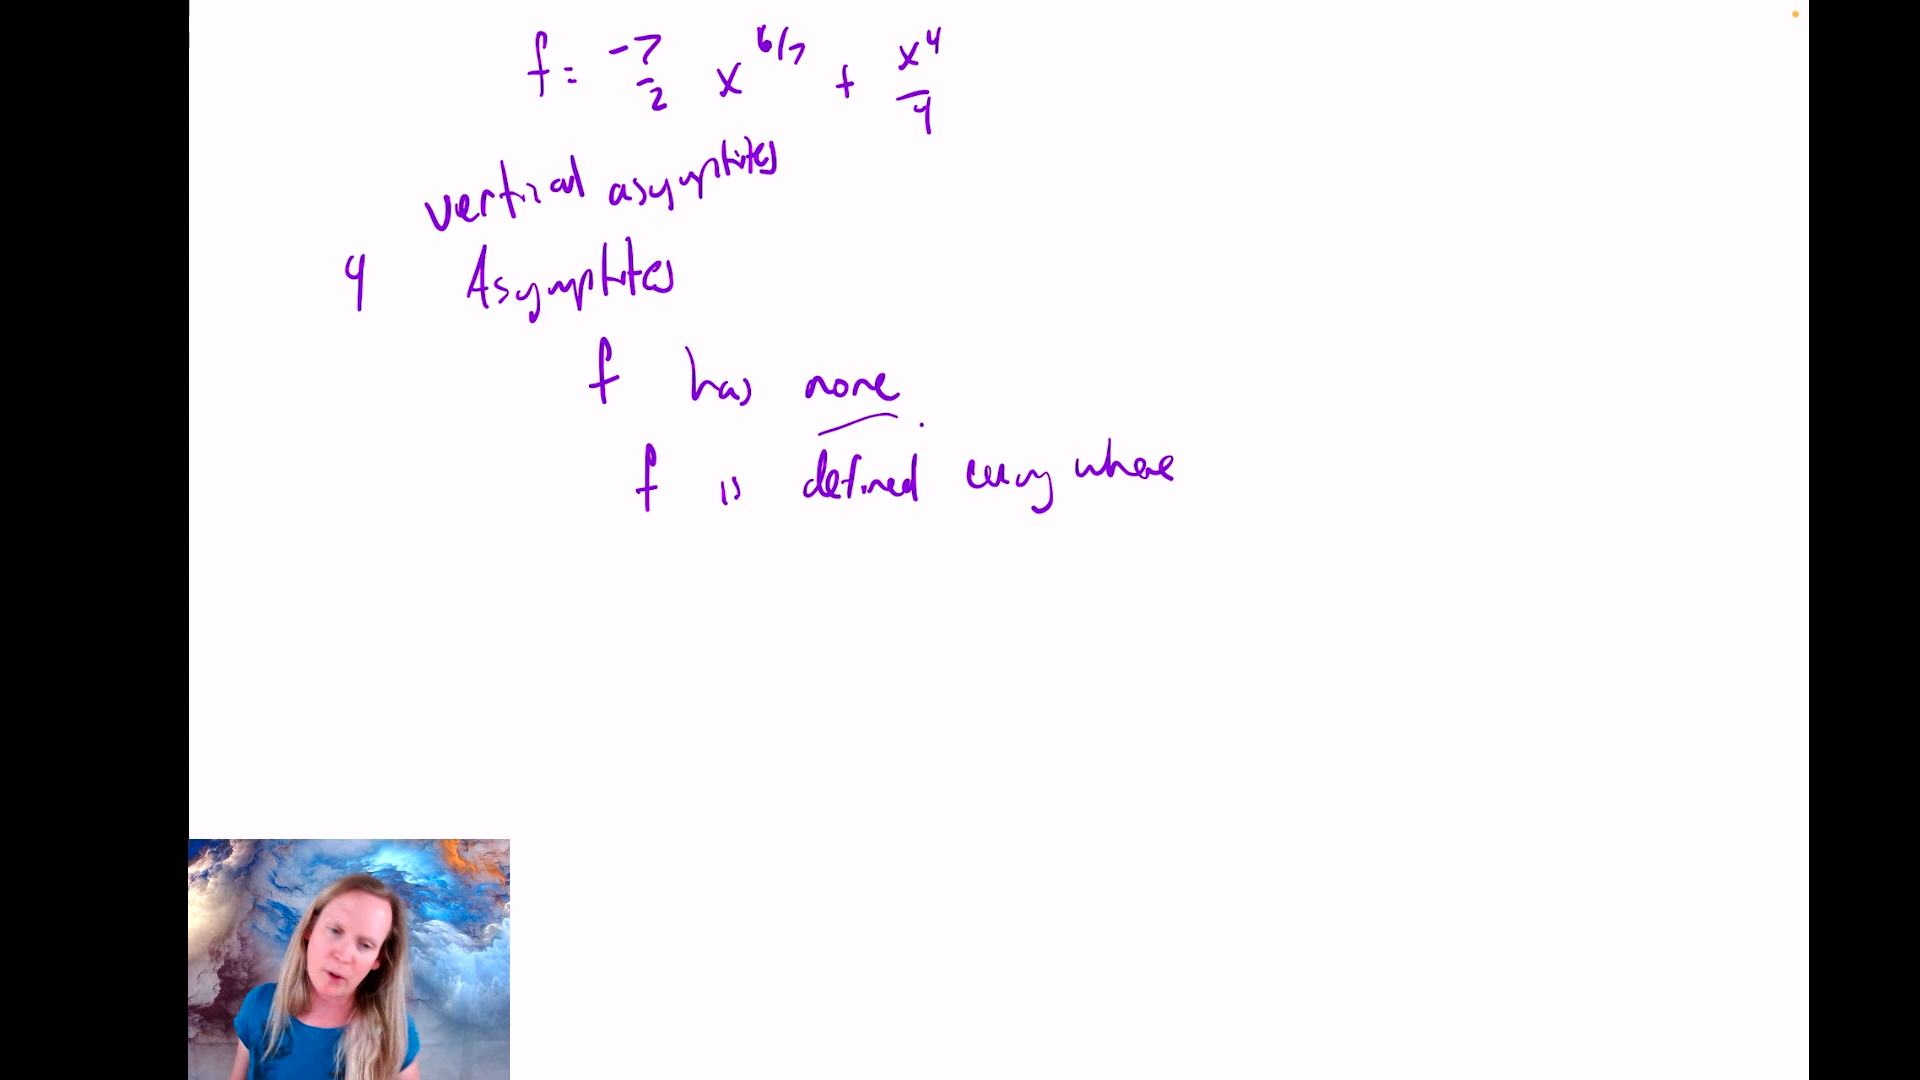 f = -7/2 x^6/7 + x^4/4
vertical asymptotes
4 Asymptotes
f has none.
f is defined everywhere